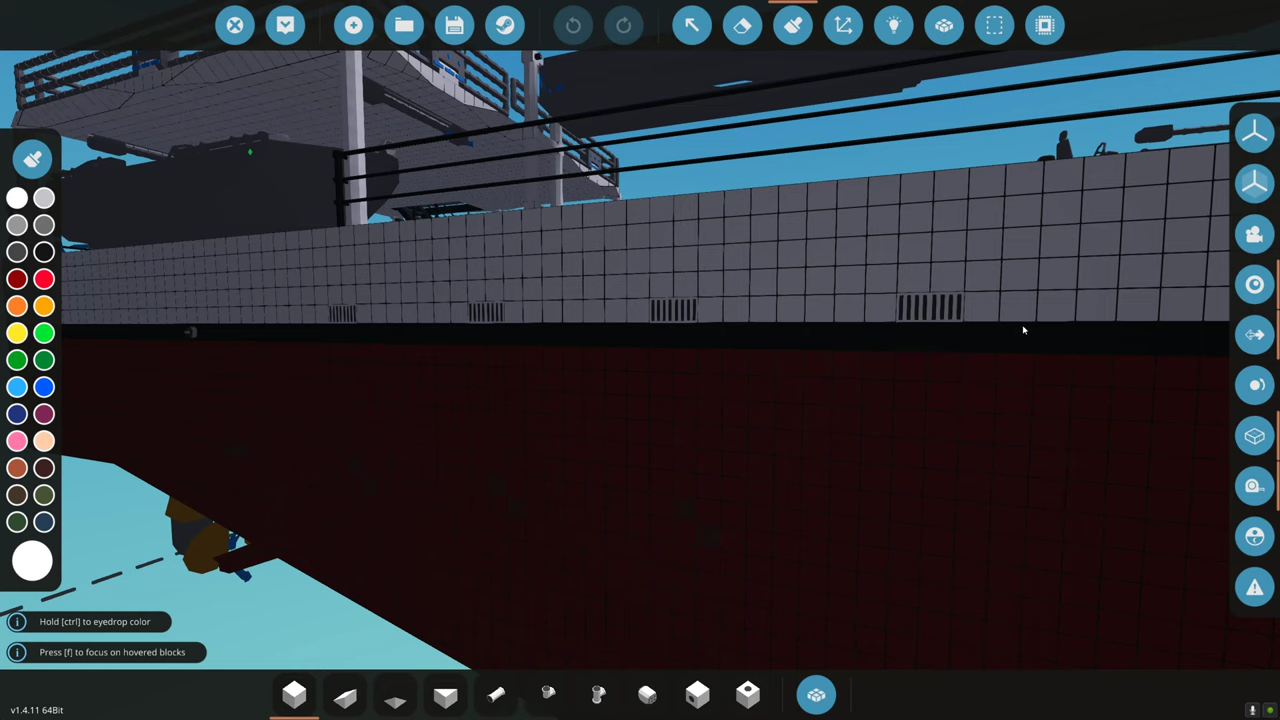 Hold [ctrl] to eyedrop color
Press [f] to focus on hovered blocks
v1.4.11 64Bit